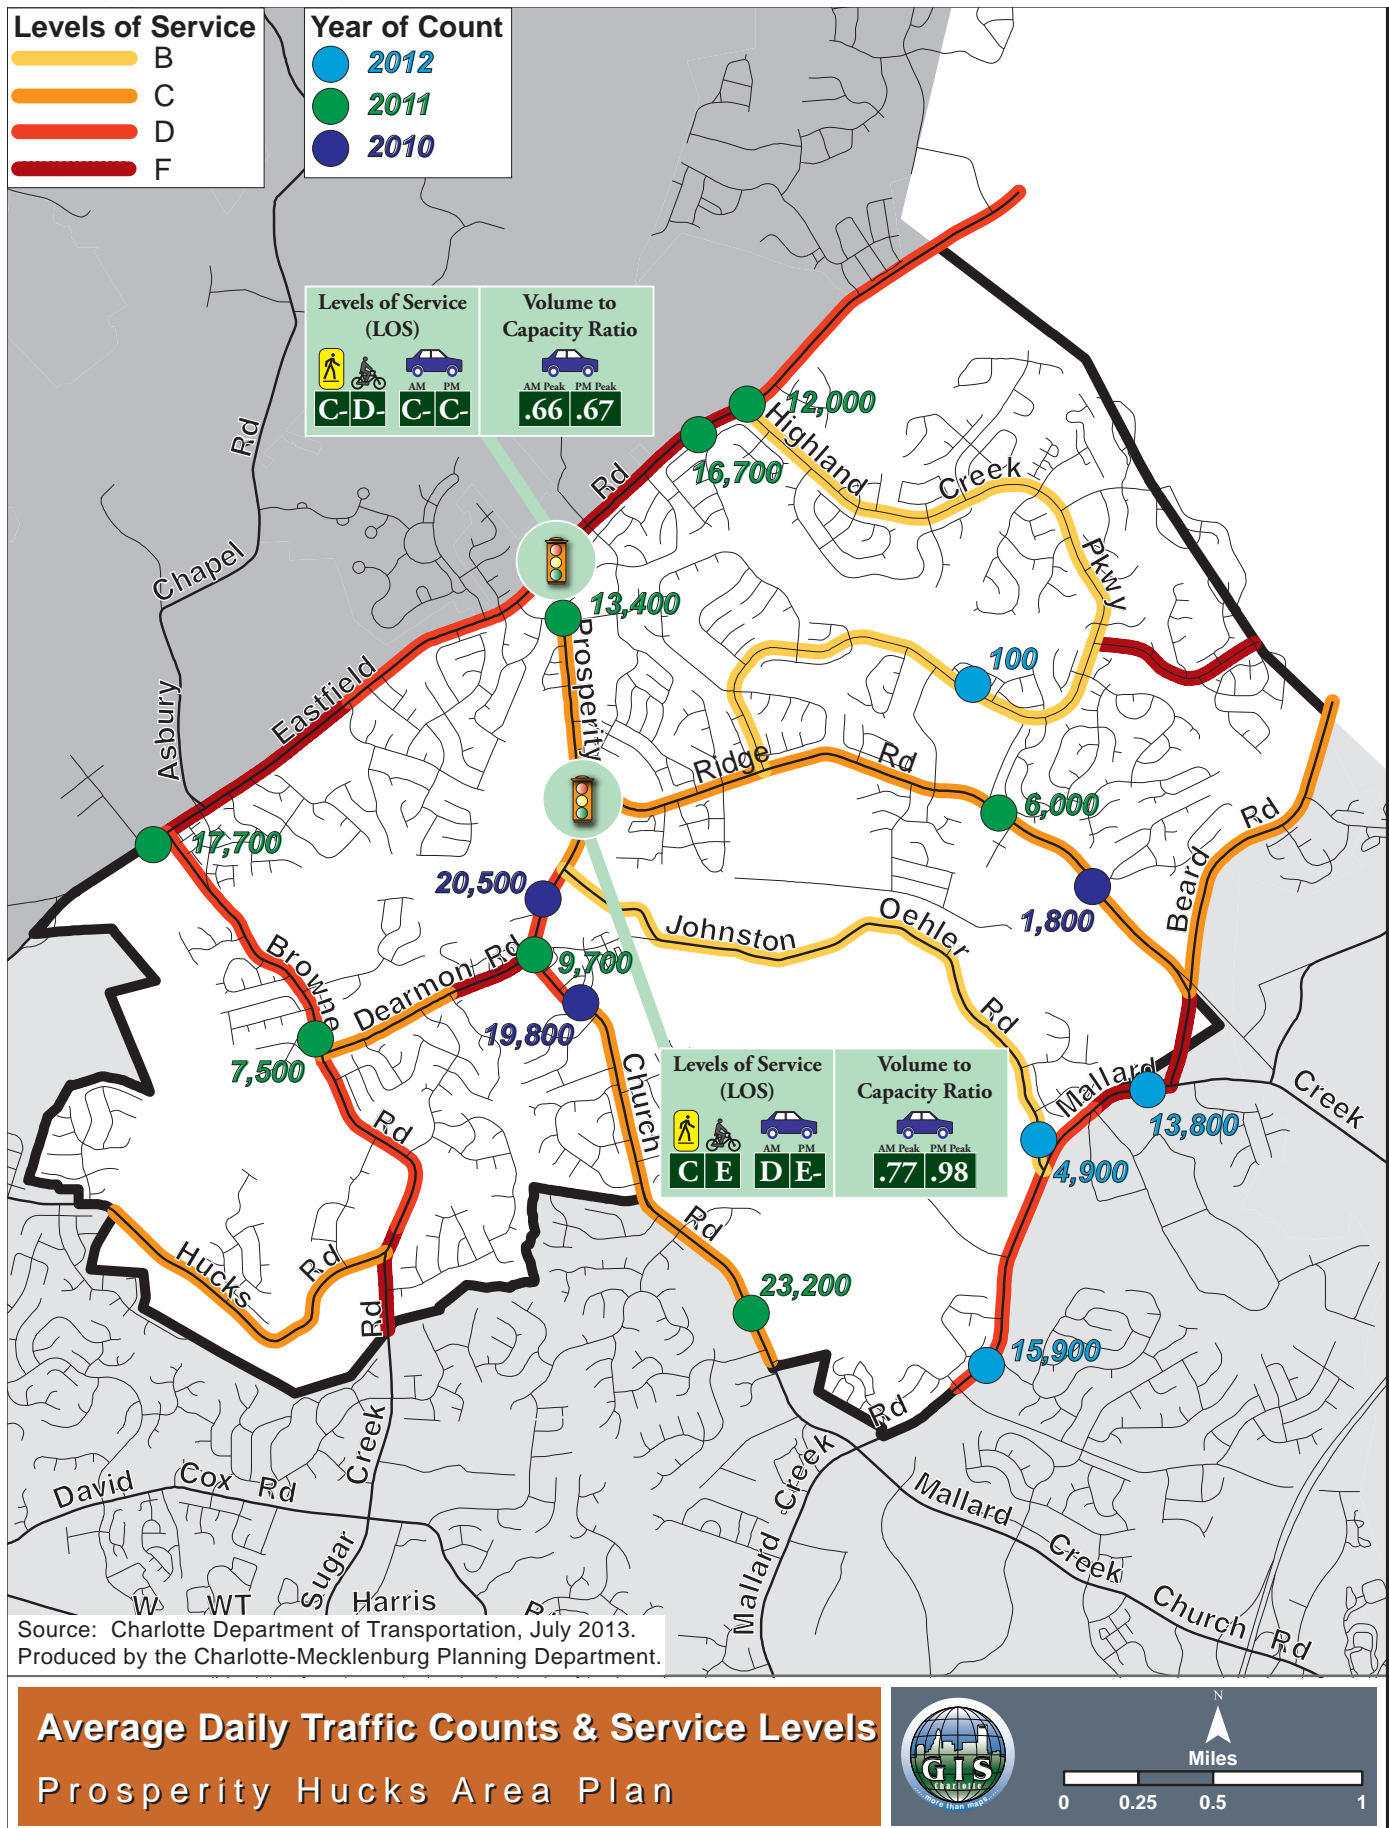 Levels of Service
B
C
D
F
Year of Count
2012
2011
2010
Levels of Service
(LOS)
AM PM
C- D- C- C-
Volume to
Capacity Ratio
AM Peak PM Peak
.66 .67
Rd
Chapel
Asbury
Eastfield
Rd
12,000
16,700
Highland
Creek
Pkwy
13,400
Prosperity
100
Ridge
Rd
6,000
1,800
Beard
Rd
17,700
20,500
Johnston
Oehler
Rd
Browne
Dearmon Rd
9,700
19,800
7,500
Rd
Church
Rd
Levels of Service
(LOS)
AM PM
C E D E-
Volume to
Capacity Ratio
AM Peak PM Peak
.77 .98
Mallard
Creek
13,800
4,900
Hucks
Rd
Rd
23,200
15,900
Rd
David Cox Rd
Creek
Sugar
W WT Harris
Mallard Creek
Mallard Creek Church Rd
Source: Charlotte Department of Transportation, July 2013.
Produced by the Charlotte-Mecklenburg Planning Department.
Average Daily Traffic Counts & Service Levels
Prosperity Hucks Area Plan
GIS
Charlotte
.....more than maps.....
N
Miles
0 0.25 0.5 1